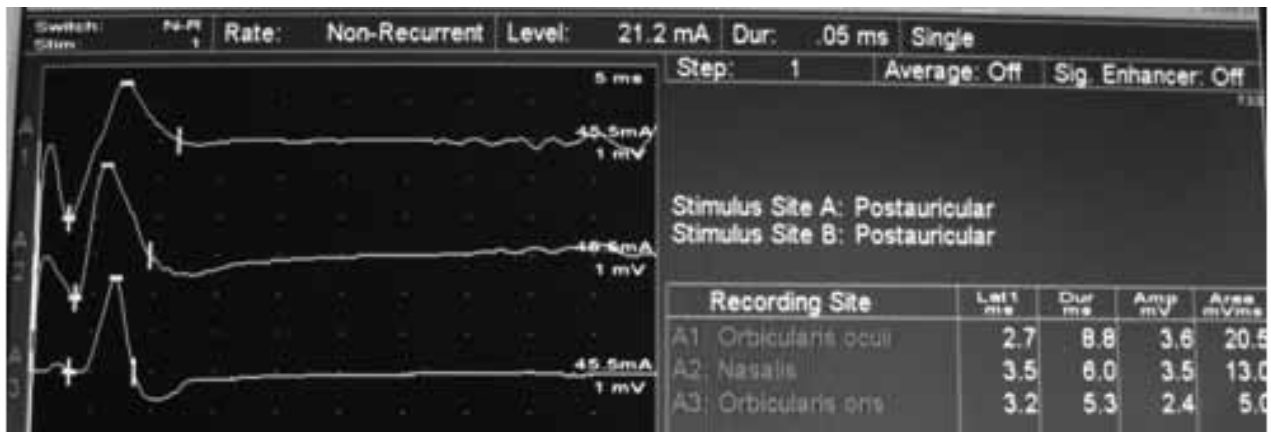 Switch: N-R Rate: Non-Recurrent Level: 21.2 mA Dur: .05 ms Single
Stim 1
Step: 1 Average: Off Sig. Enhancer: Off
5 ms
A1
45.5mA
1 mV
Stimulus Site A: Postauricular
Stimulus Site B: Postauricular
A2
1 mV
Recording Site Lat1 ms Dur ms Amp mV Area mVms
A1: Orbicularis oculi 2.7 8.8 3.6 20.5
A2: Nasalis 3.5 6.0 3.5 13.0
A3: Orbicularis oris 3.2 5.3 2.4 5.0
A3
45.5mA
1 mV